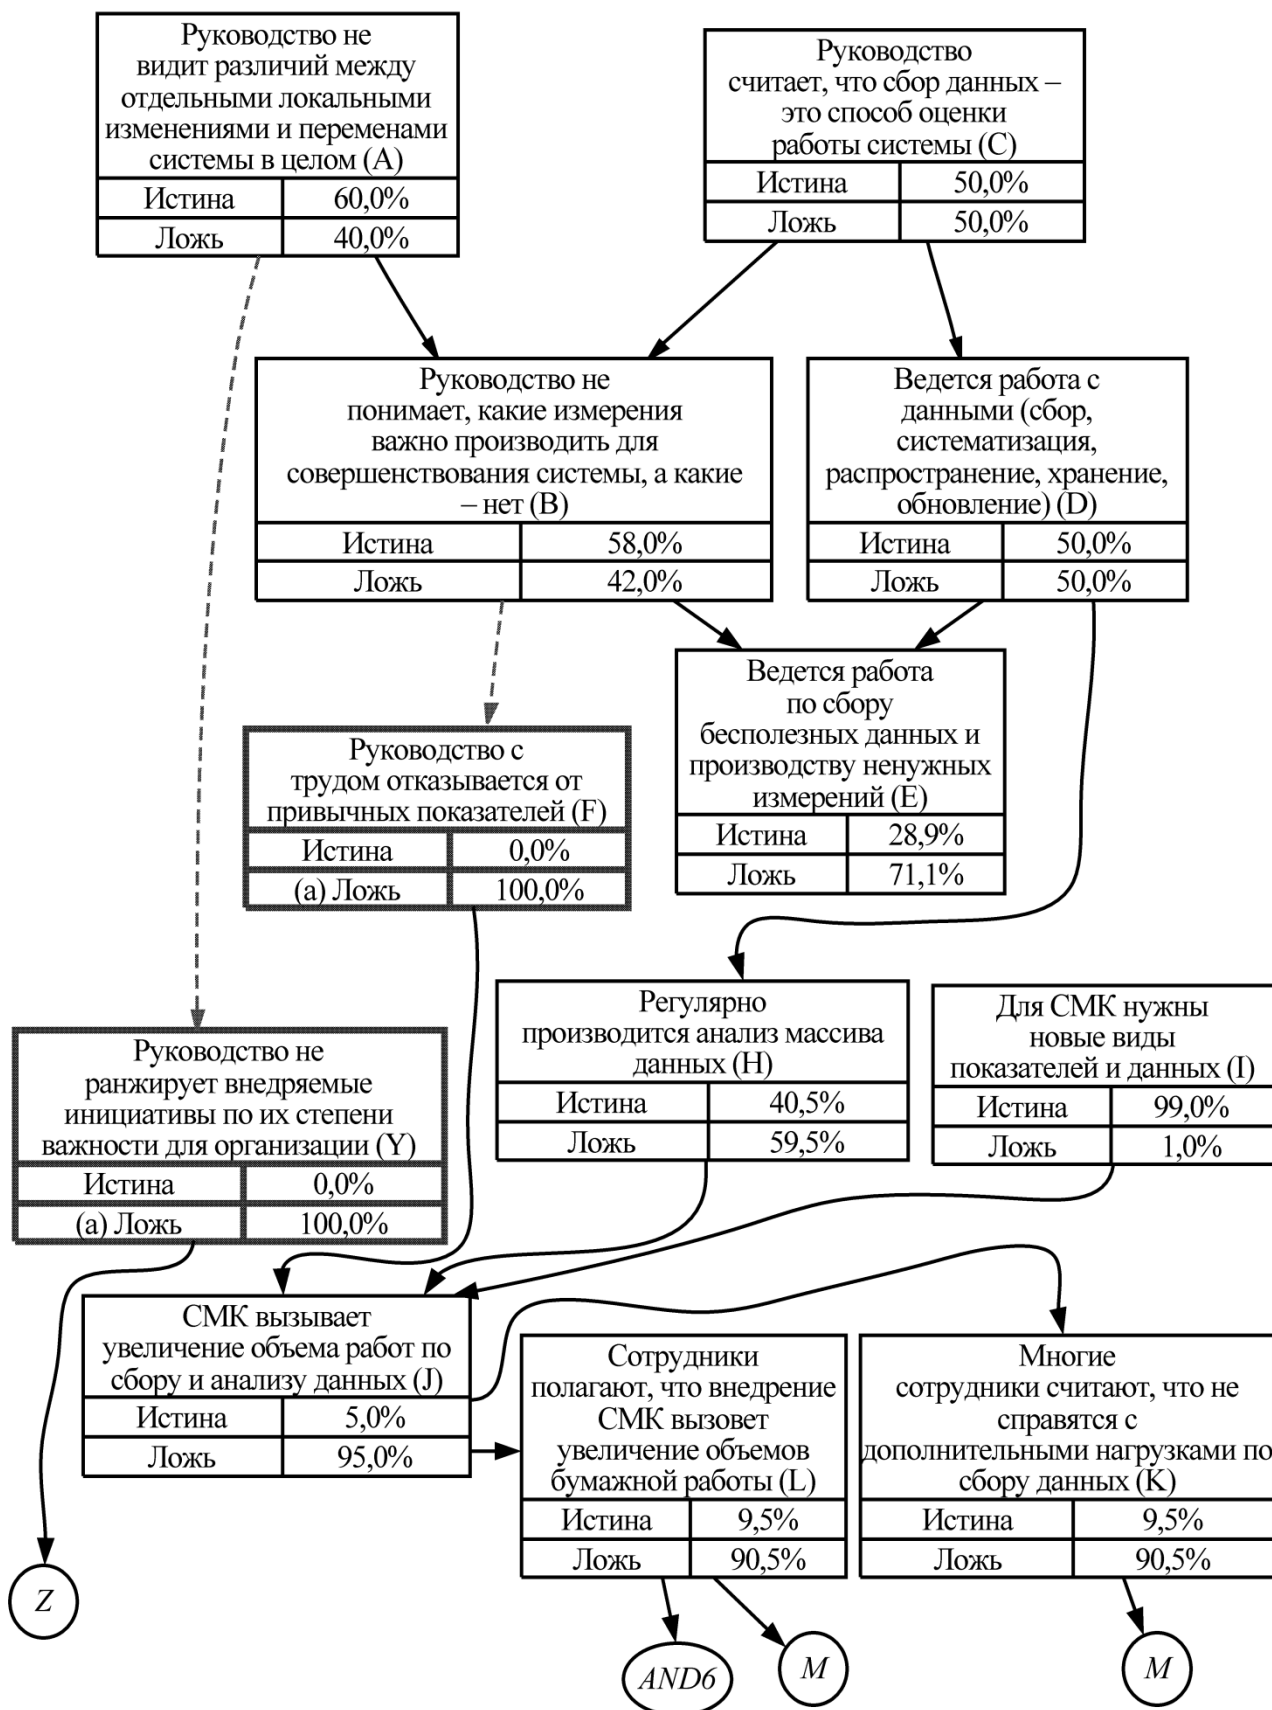 Руководство не
видит различий между
отдельными локальными
изменениями и переменами
системы в целом (A)
Истина 60,0%
Ложь 40,0%
Руководство
считает, что сбор данных –
это способ оценки
работы системы (C)
Истина 50,0%
Ложь 50,0%
Руководство не
понимает, какие измерения
важно производить для
совершенствования системы, а какие
– нет (B)
Истина 58,0%
Ложь 42,0%
Ведется работа с
данными (сбор,
систематизация,
распространение, хранение,
обновление) (D)
Истина 50,0%
Ложь 50,0%
Ведется работа
по сбору
бесполезных данных и
производству ненужных
измерений (E)
Истина 28,9%
Ложь 71,1%
Руководство с
трудом отказывается от
привычных показателей (F)
Истина 0,0%
(a) Ложь 100,0%
Регулярно
производится анализ массива
данных (H)
Истина 40,5%
Ложь 59,5%
Для СМК нужны
новые виды
показателей и данных (I)
Истина 99,0%
Ложь 1,0%
Руководство не
ранжирует внедряемые
инициативы по их степени
важности для организации (Y)
Истина 0,0%
(a) Ложь 100,0%
СМК вызывает
увеличение объема работ по
сбору и анализу данных (J)
Истина 5,0%
Ложь 95,0%
Сотрудники
полагают, что внедрение
СМК вызовет
увеличение объемов
бумажной работы (L)
Истина 9,5%
Ложь 90,5%
Многие
сотрудники считают, что не
справятся с
дополнительными нагрузками по
сбору данных (K)
Истина 9,5%
Ложь 90,5%
Z
AND6
M
M